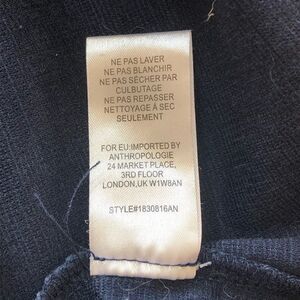 NE PAS LAVER
NE PAS BLANCHIR
NE PAS SÉCHER PAR
CULBUTAGE
NE PAS REPASSER
NETTOYAGE À SEC
SEULEMENT
FOR EU:IMPORTED BY
ANTHROPOLOGIE
24 MARKET PLACE,
3RD FLOOR
LONDON,UK W1W8AN
STYLE#1830816AN